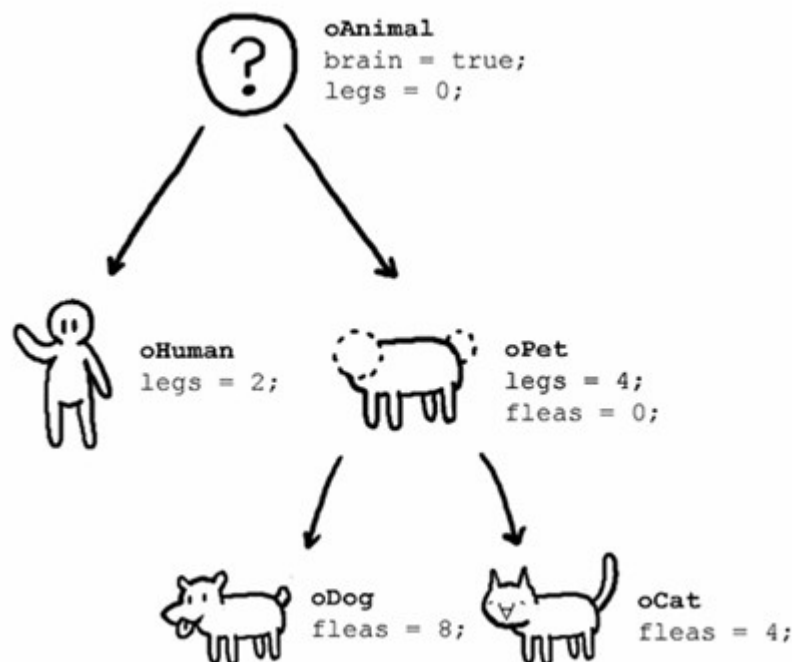 ?
oAnimal
brain = true;
legs = 0;
oHuman
legs = 2;
oPet
legs = 4;
fleas = 0;
oDog
fleas = 8;
oCat
fleas = 4;